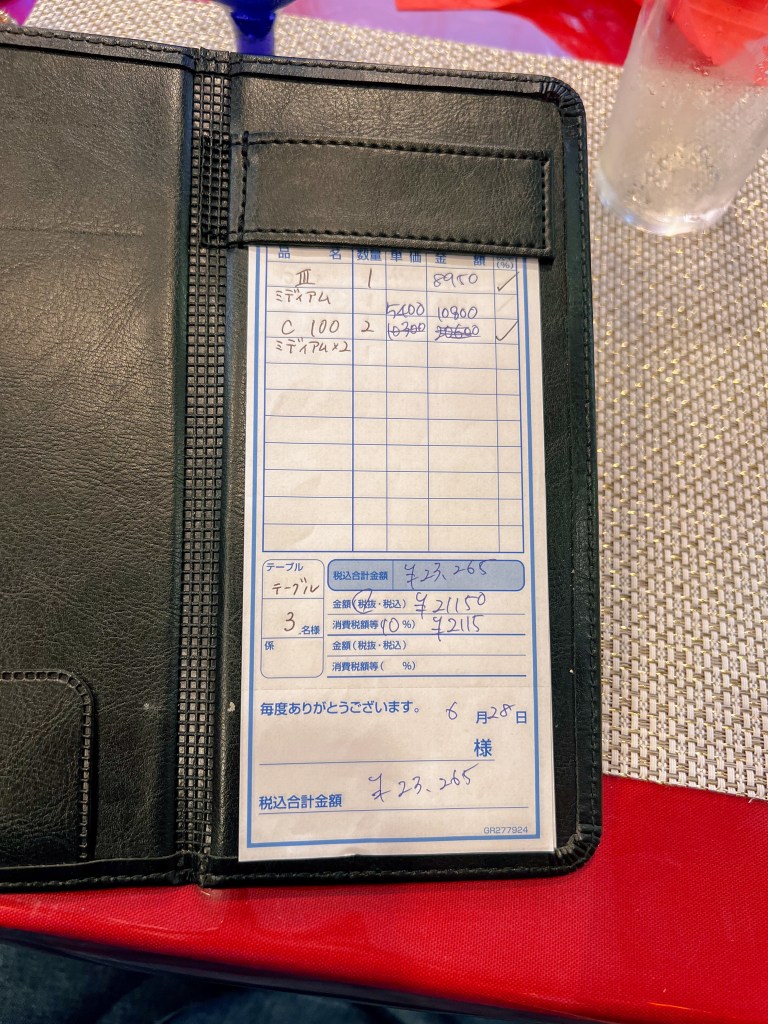 品 名 数量 単価 金 額 (%)
Ⅲ 1 8950 ✓
ミディアム
5400 10800
C 100 2 10300 20600 ✓
ミディアム×2
テーブル
テーブル
3 名様
係
税込合計金額 ¥23.265
金額(税抜・税込) ¥21150
消費税額等(10%) ¥2115
金額(税抜・税込)
消費税額等( %)
毎度ありがとうございます。 6月28日
様
税込合計金額 ¥23.265
GR277924